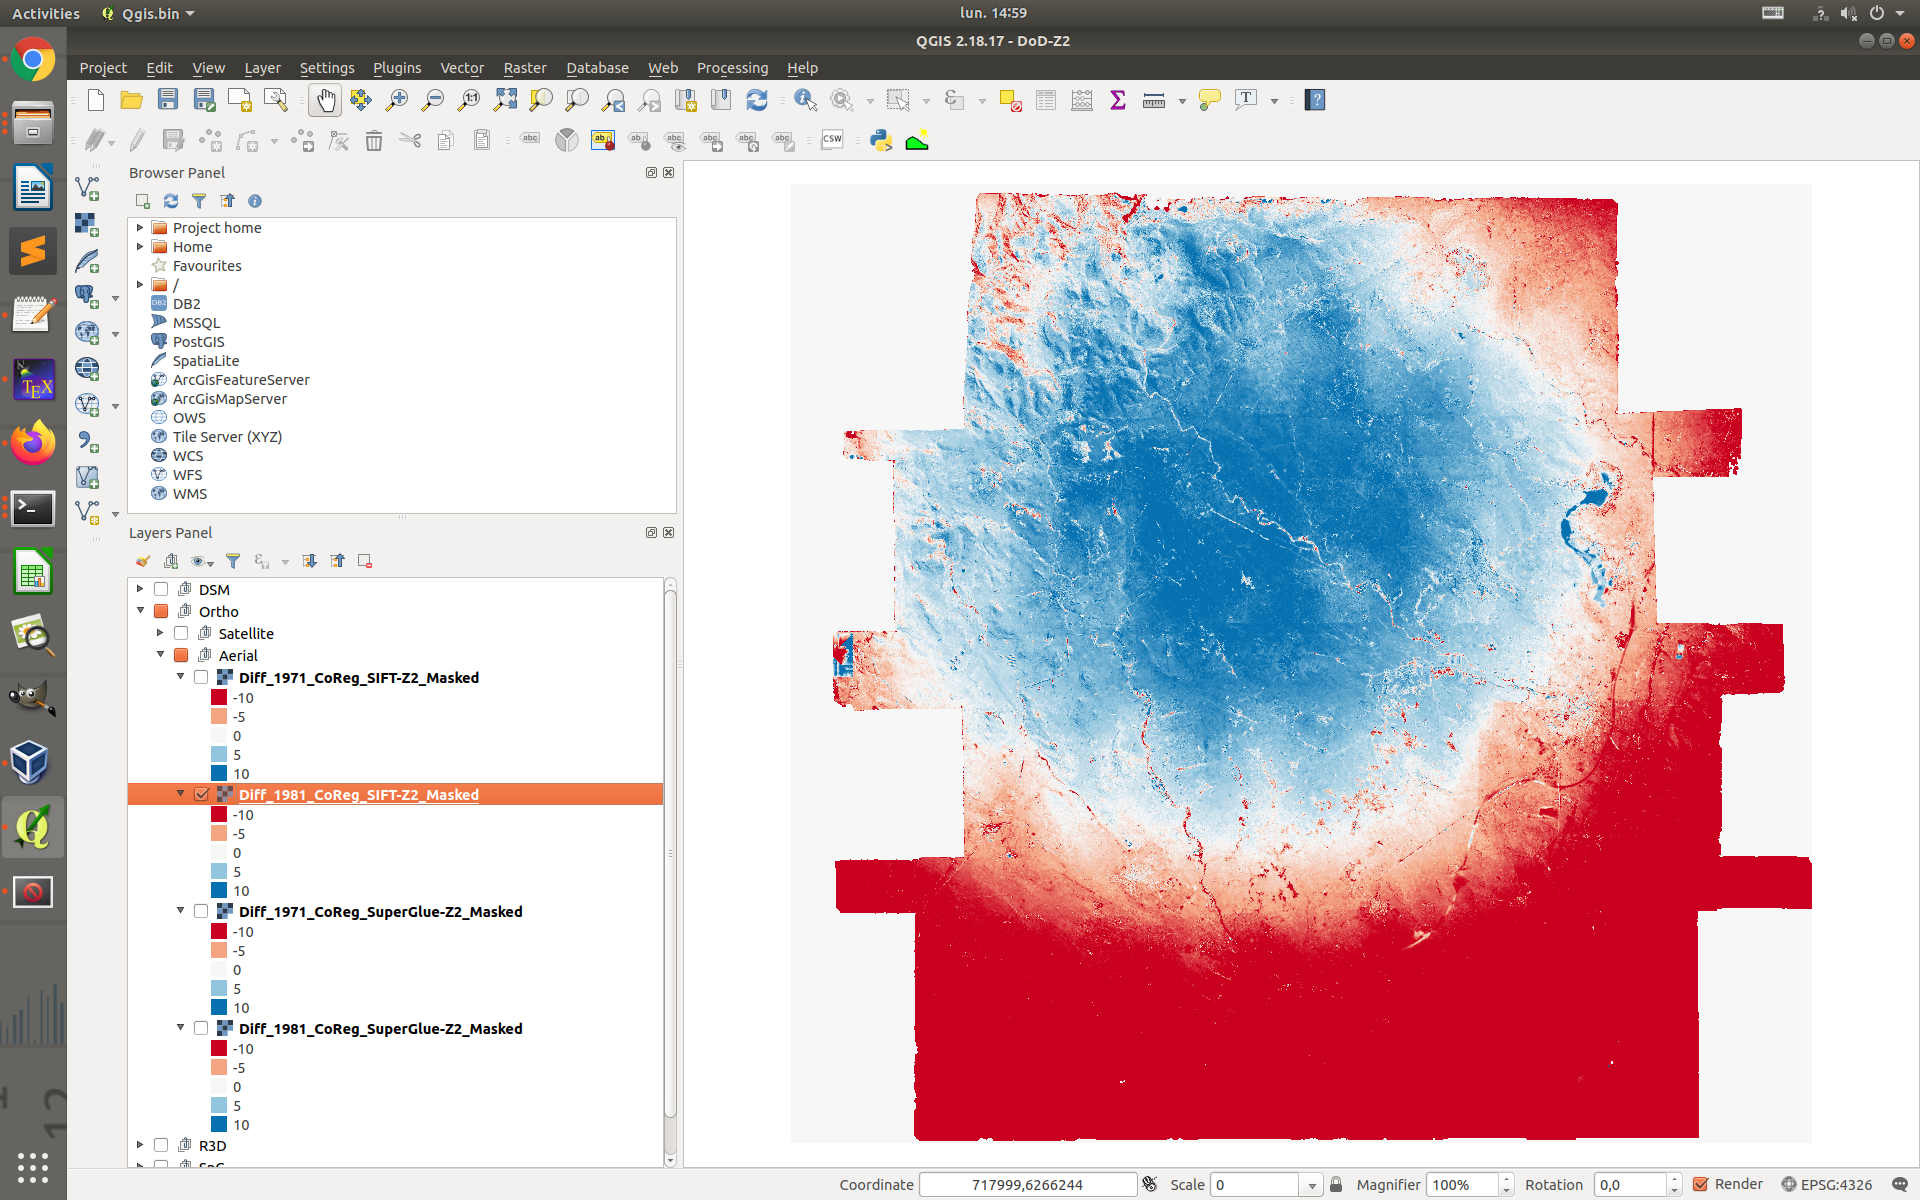 Activities Qgis.bin lun. 14:59
QGIS 2.18.17 - DoD-Z2
Project Edit View Layer Settings Plugins Vector Raster Database Web Processing Help
Browser Panel
Project home
Home
Favourites
/
DB2
MSSQL
PostGIS
SpatiaLite
ArcGisFeatureServer
ArcGisMapServer
OWS
Tile Server (XYZ)
WCS
WFS
WMS
Layers Panel
DSM
Ortho
Satellite
Aerial
Diff_1971_CoReg_SIFT-Z2_Masked
-10
-5
0
5
10
Diff_1981_CoReg_SIFT-Z2_Masked
-10
-5
0
5
10
Diff_1971_CoReg_SuperGlue-Z2_Masked
-10
-5
0
5
10
Diff_1981_CoReg_SuperGlue-Z2_Masked
-10
-5
0
5
10
R3D
Coordinate 717999,6266244 Scale 0 Magnifier 100% Rotation 0,0 Render EPSG:4326